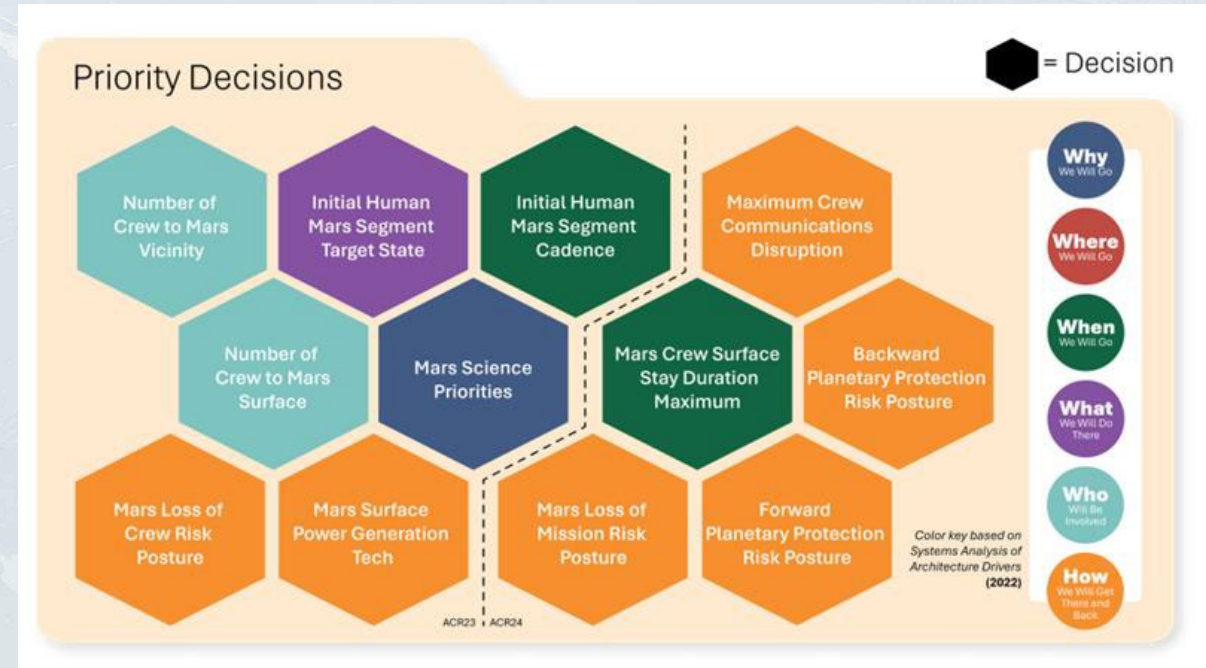 Priority Decisions
= Decision
Number of
Crew to Mars
Vicinity
Initial Human
Mars Segment
Target State
Initial Human
Mars Segment
Cadence
Maximum Crew
Communications
Disruption
Number of
Crew to Mars
Surface
Mars Science
Priorities
Mars Crew Surface
Stay Duration
Maximum
Backward
Planetary Protection
Risk Posture
Mars Loss of
Crew Risk
Posture
Mars Surface
Power Generation
Tech
Mars Loss of
Mission Risk
Posture
Forward
Planetary Protection
Risk Posture
ACR23
ACR24
Why
We Will Go
Where
We Will Go
When
We Will Go
What
We Will Do
There
Who
Will Be
Involved
How
We Will Get
There and
Back
Color key based on
Systems Analysis of
Architecture Drivers
(2022)